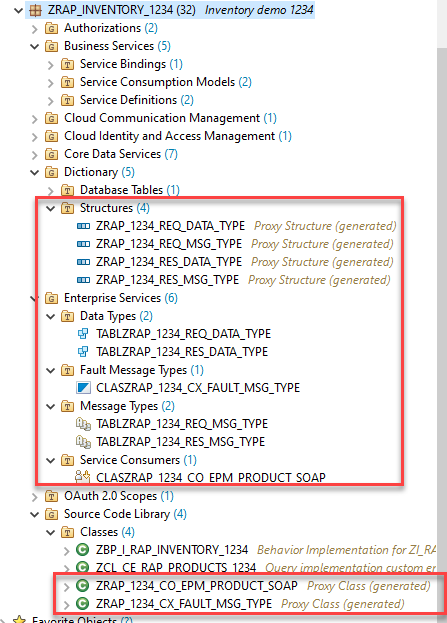 ZRAP_INVENTORY_1234 (32) Inventory demo 1234
Authorizations (2)
Business Services (5)
Service Bindings (1)
Service Consumption Models (2)
Service Definitions (2)
Cloud Communication Management (1)
Cloud Identity and Access Management (1)
Core Data Services (7)
Dictionary (5)
Database Tables (1)
Structures (4)
ZRAP_1234_REQ_DATA_TYPE Proxy Structure (generated)
ZRAP_1234_REQ_MSG_TYPE Proxy Structure (generated)
ZRAP_1234_RES_DATA_TYPE Proxy Structure (generated)
ZRAP_1234_RES_MSG_TYPE Proxy Structure (generated)
Enterprise Services (6)
Data Types (2)
TABLZRAP_1234_REQ_DATA_TYPE
TABLZRAP_1234_RES_DATA_TYPE
Fault Message Types (1)
CLASZRAP_1234_CX_FAULT_MSG_TYPE
Message Types (2)
TABLZRAP_1234_REQ_MSG_TYPE
TABLZRAP_1234_RES_MSG_TYPE
Service Consumers (1)
CLASZRAP_1234_CO_EPM_PRODUCT_SOAP
OAuth 2.0 Scopes (1)
Source Code Library (4)
Classes (4)
ZBP_I_RAP_INVENTORY_1234 Behavior Implementation for ZI_RA
ZCL_CE_RAP_PRODUCTS_1234 Query implementation custom e
ZRAP_1234_CO_EPM_PRODUCT_SOAP Proxy Class (generated)
ZRAP_1234_CX_FAULT_MSG_TYPE Proxy Class (generated)
Favorite Objects (2)